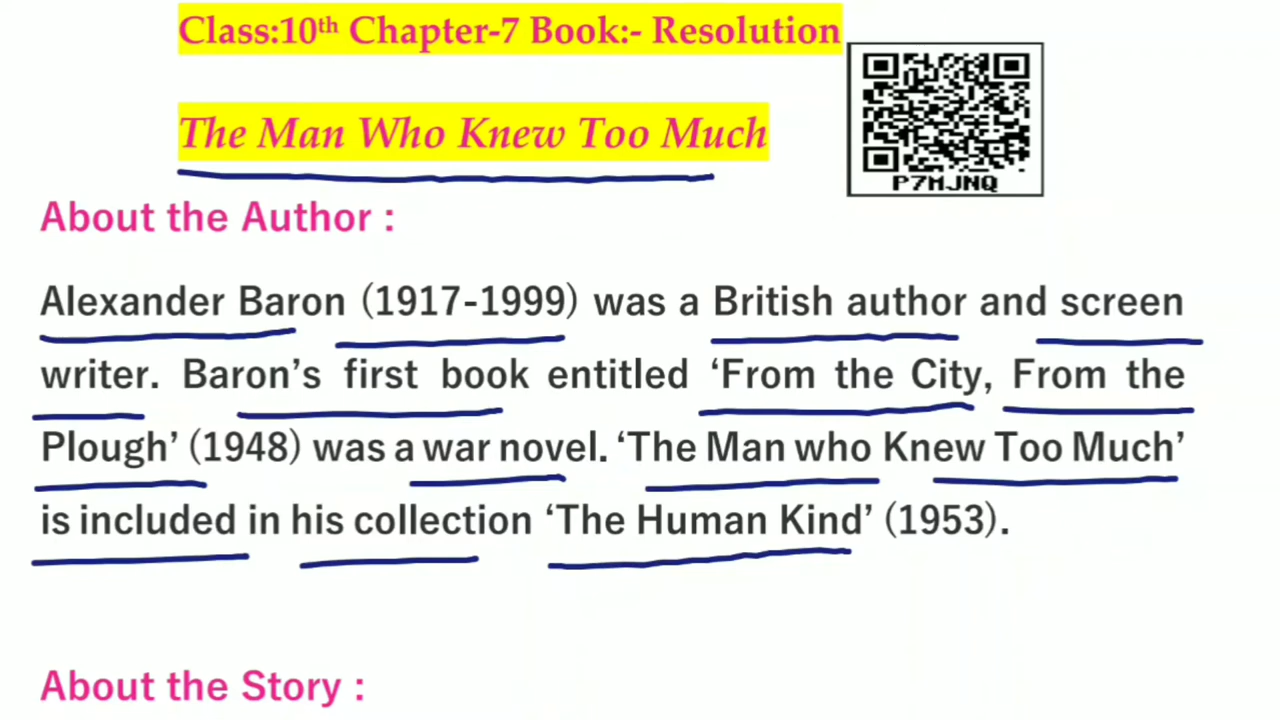 Class:10th Chapter-7 Book:- Resolution
The Man Who Knew Too Much
P7MJNQ
About the Author :
Alexander Baron (1917-1999) was a British author and screen
writer. Baron's first book entitled ‘From the City, From the
Plough’ (1948) was a war novel. ‘The Man who Knew Too Much’
is included in his collection ‘The Human Kind’ (1953).
About the Story :